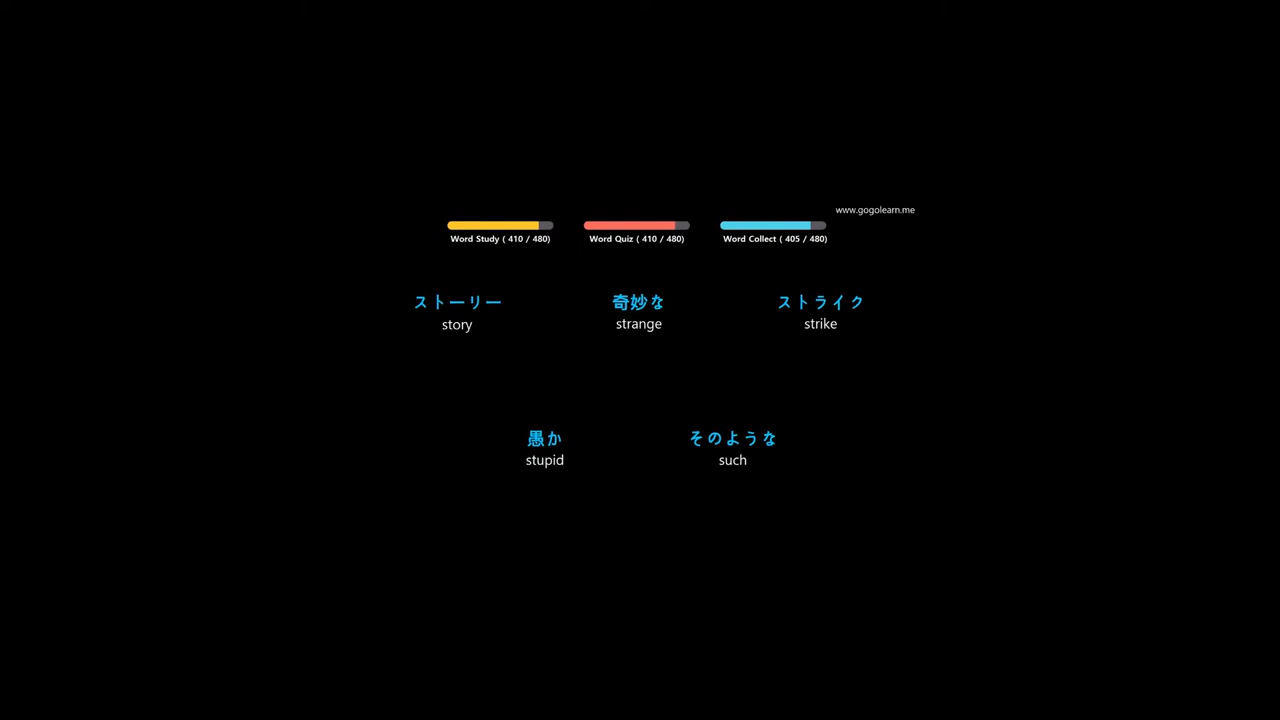 www.gogolearn.me
Word Study ( 410 / 480)
Word Quiz ( 410 / 480)
Word Collect ( 405 / 480)
ストーリー
story
奇妙な
strange
ストライク
strike
愚か
stupid
そのような
such